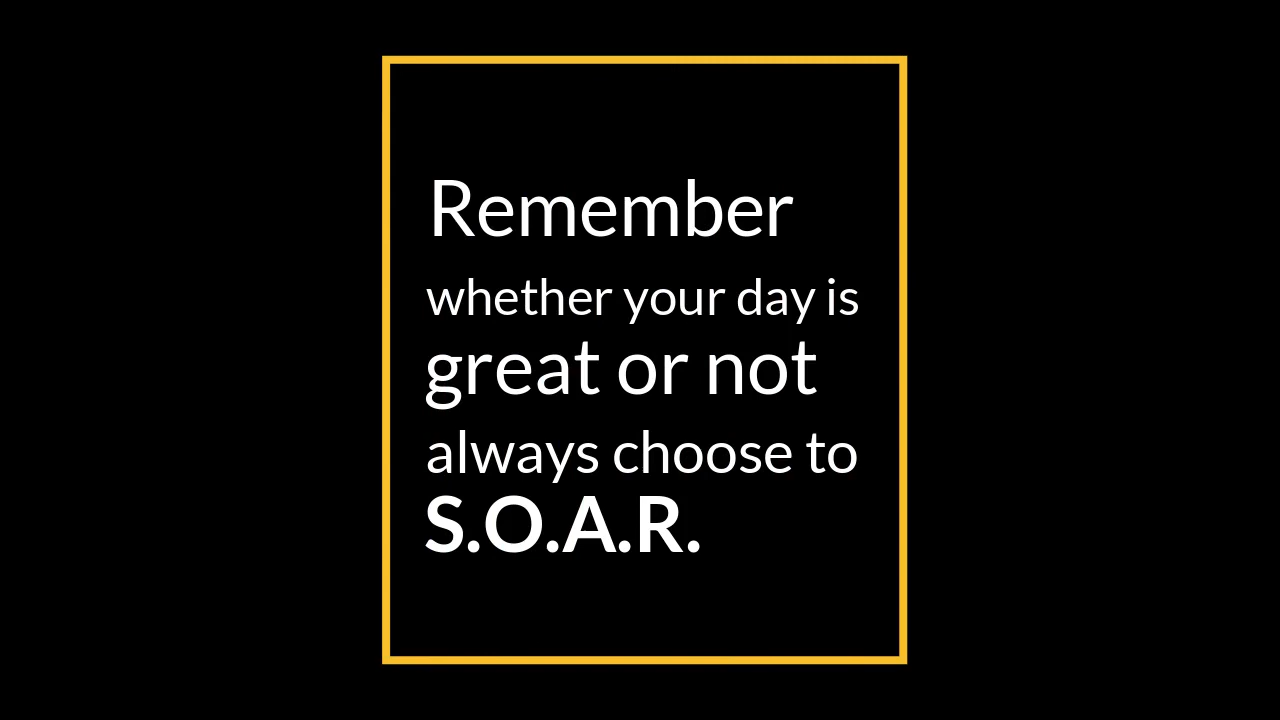 Remember
whether your day is
great or not
always choose to
S.O.A.R.